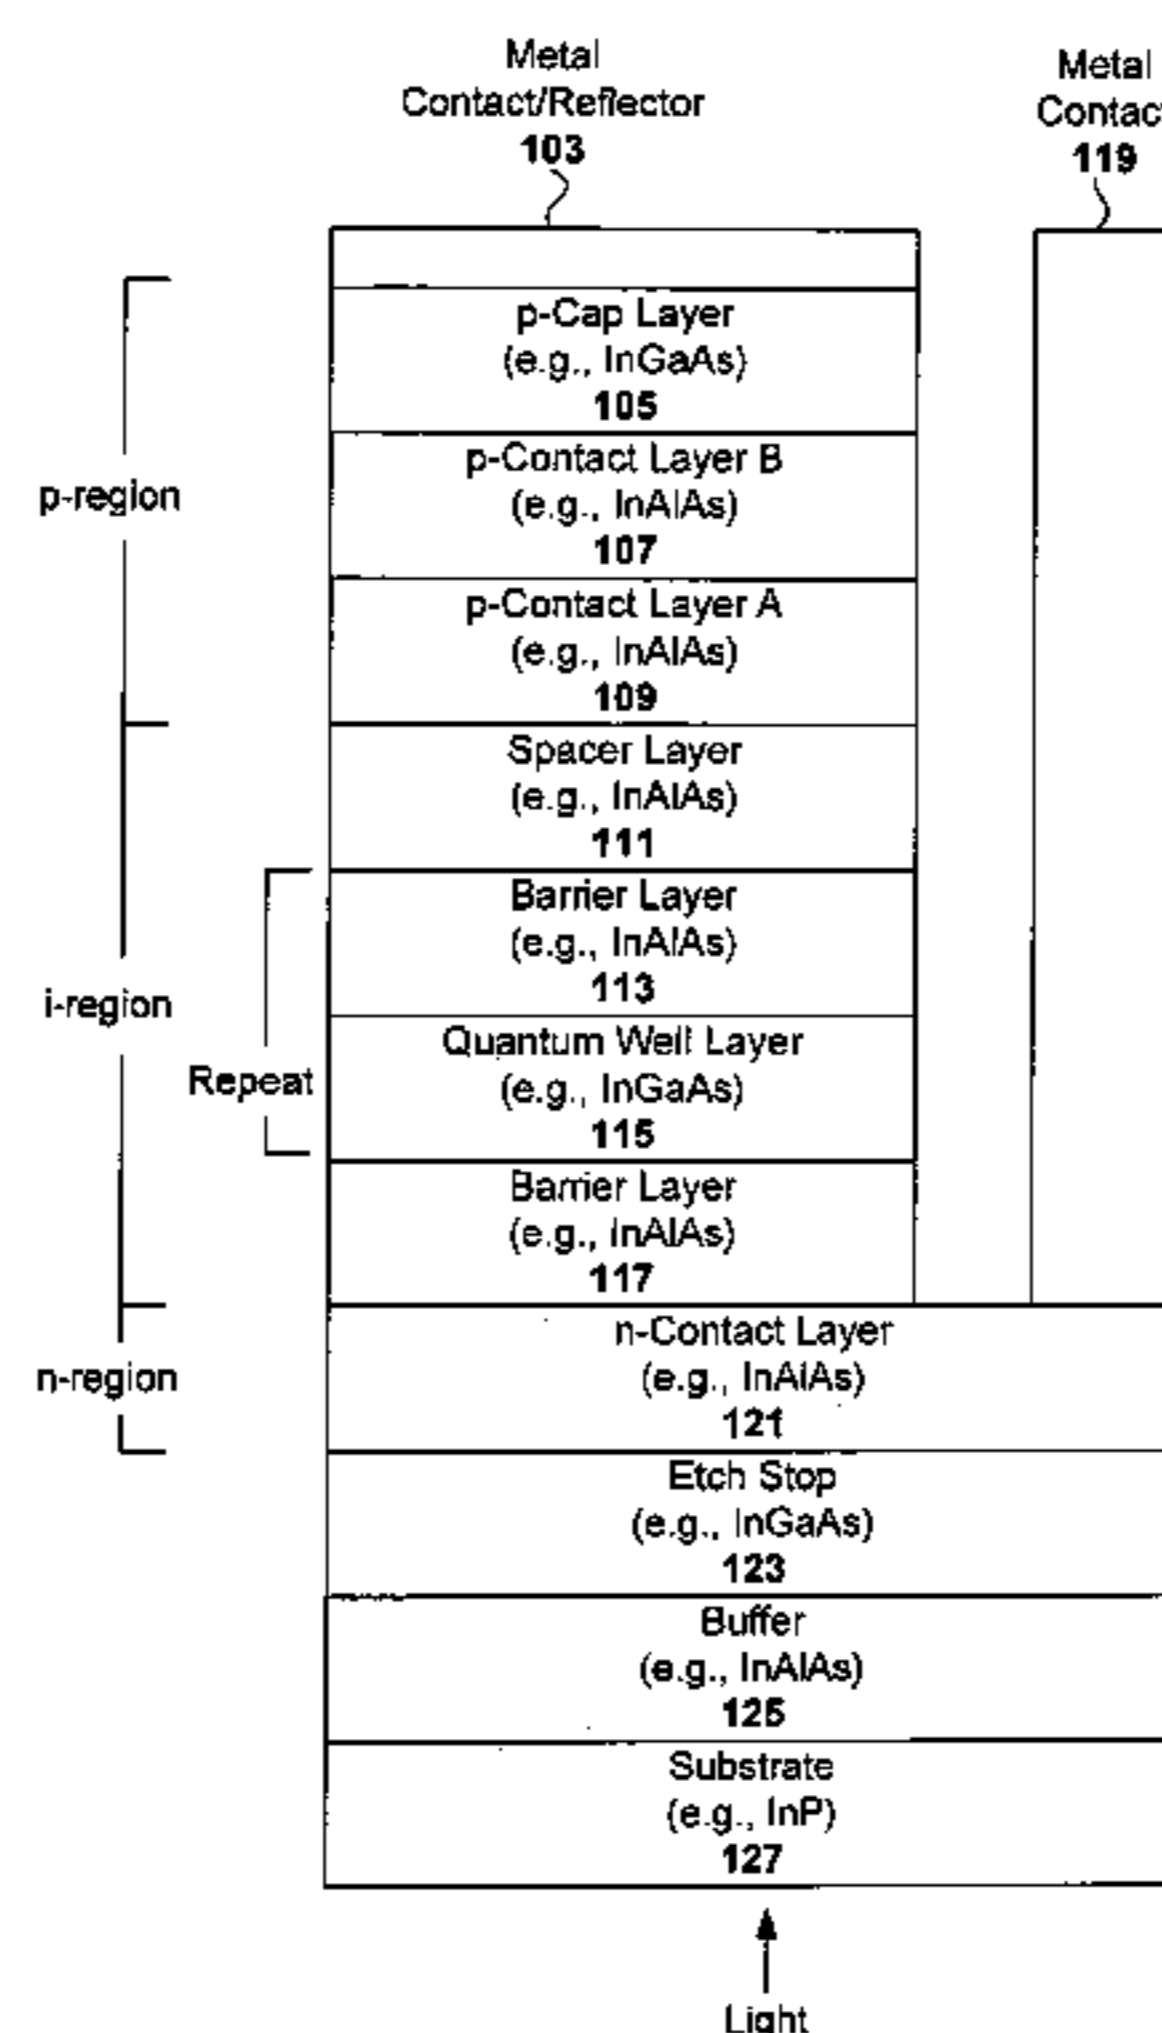 Metal
Contact/Reflector
103
Metal
Contact
119
p-region
p-Cap Layer
(e.g., InGaAs)
105
p-Contact Layer B
(e.g., InAlAs)
107
p-Contact Layer A
(e.g., InAlAs)
109
i-region
Repeat
Spacer Layer
(e.g., InAlAs)
111
Barrier Layer
(e.g., InAlAs)
113
Quantum Well Layer
(e.g., InGaAs)
115
Barrier Layer
(e.g., InAlAs)
117
n-region
n-Contact Layer
(e.g., InAlAs)
121
Etch Stop
(e.g., InGaAs)
123
Buffer
(e.g., InAlAs)
125
Substrate
(e.g., InP)
127
Light